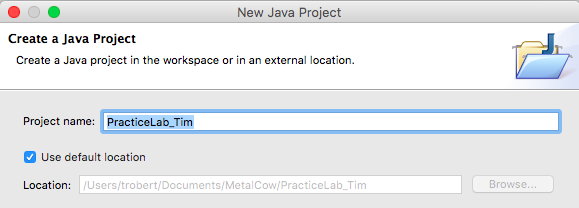 New Java Project
Create a Java Project
Create a Java project in the workspace or in an external location.
Project name: PracticeLab_Tim
Use default location
Location: /Users/trobert/Documents/MetalCow/PracticeLab_Tim Browse...